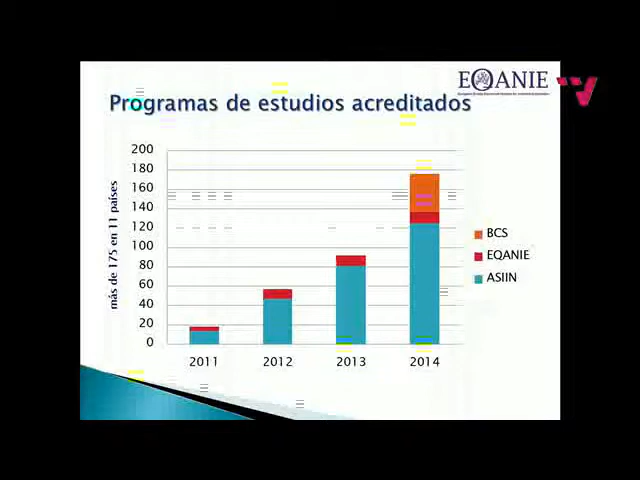 EQANIE
Programas de estudios acreditados
más de 175 en 11 países
200
180
160
140
120
100
80
60
40
20
0
2011
2012
2013
2014
BCS
EQANIE
ASIIN